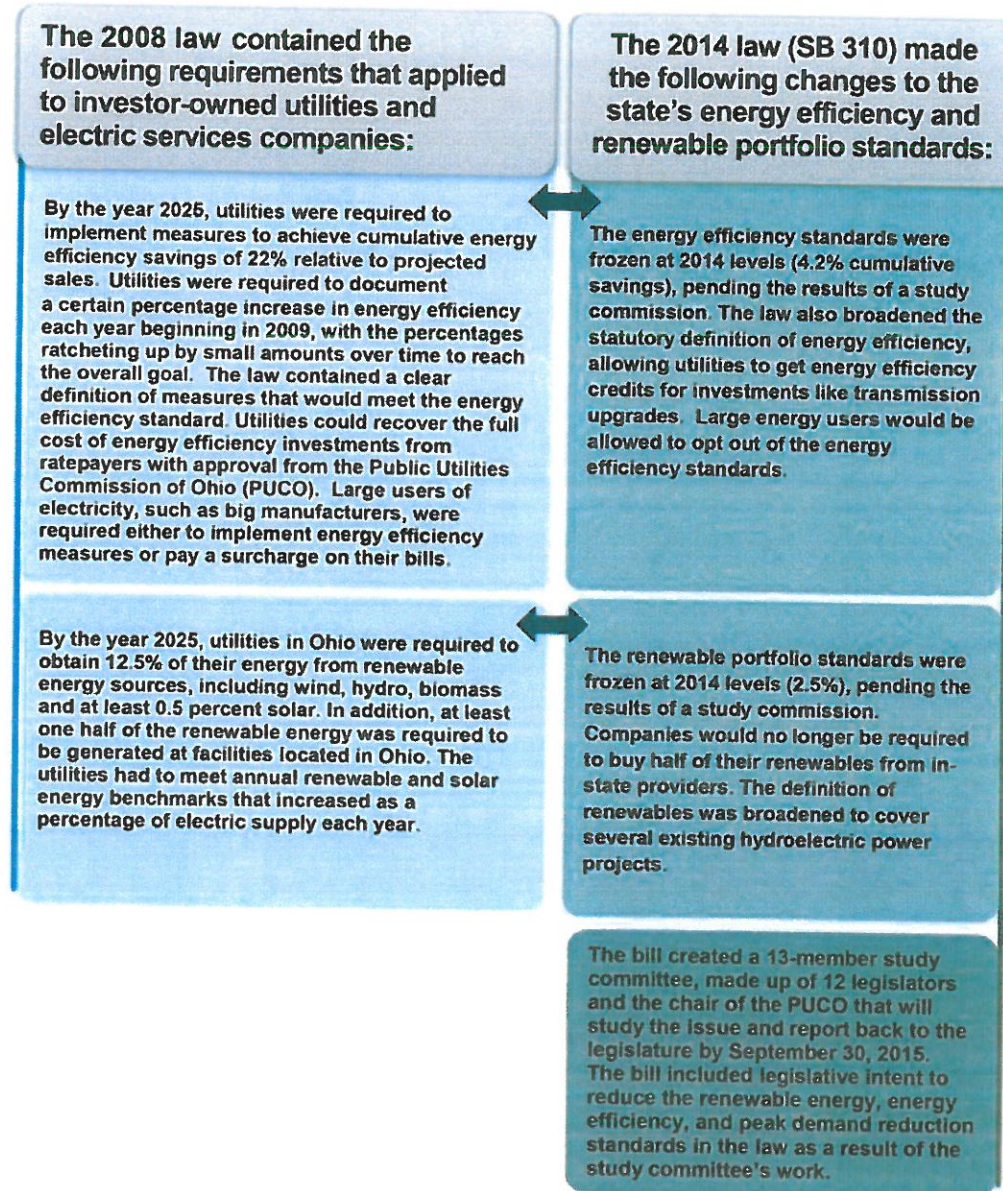 The 2008 law contained the
following requirements that applied
to investor-owned utilities and
electric services companies:
By the year 2025, utilities were required to
implement measures to achieve cumulative energy
efficiency savings of 22% relative to projected
sales. Utilities were required to document
a certain percentage increase in energy efficiency
each year beginning in 2009, with the percentages
ratcheting up by small amounts over time to reach
the overall goal. The law contained a clear
definition of measures that would meet the energy
efficiency standard. Utilities could recover the full
cost of energy efficiency investments from
ratepayers with approval from the Public Utilities
Commission of Ohio (PUCO). Large users of
electricity, such as big manufacturers, were
required either to implement energy efficiency
measures or pay a surcharge on their bills.
By the year 2025, utilities in Ohio were required to
obtain 12.5% of their energy from renewable
energy sources, including wind, hydro, biomass
and at least 0.5 percent solar. In addition, at least
one half of the renewable energy was required to
be generated at facilities located in Ohio. The
utilities had to meet annual renewable and solar
energy benchmarks that increased as a
percentage of electric supply each year.
The 2014 law (SB 310) made
the following changes to the
state's energy efficiency and
renewable portfolio standards:
The energy efficiency standards were
frozen at 2014 levels (4.2% cumulative
savings), pending the results of a study
commission. The law also broadened the
statutory definition of energy efficiency,
allowing utilities to get energy efficiency
credits for investments like transmission
upgrades. Large energy users would be
allowed to opt out of the energy
efficiency standards.
The renewable portfolio standards were
frozen at 2014 levels (2.5%), pending the
results of a study commission.
Companies would no longer be required
to buy half of their renewables from in-
state providers. The definition of
renewables was broadened to cover
several existing hydroelectric power
projects.
The bill created a 13-member study
committee, made up of 12 legislators
and the chair of the PUCO that will
study the issue and report back to the
legislature by September 30, 2015.
The bill included legislative intent to
reduce the renewable energy, energy
efficiency, and peak demand reduction
standards in the law as a result of the
study committee's work.